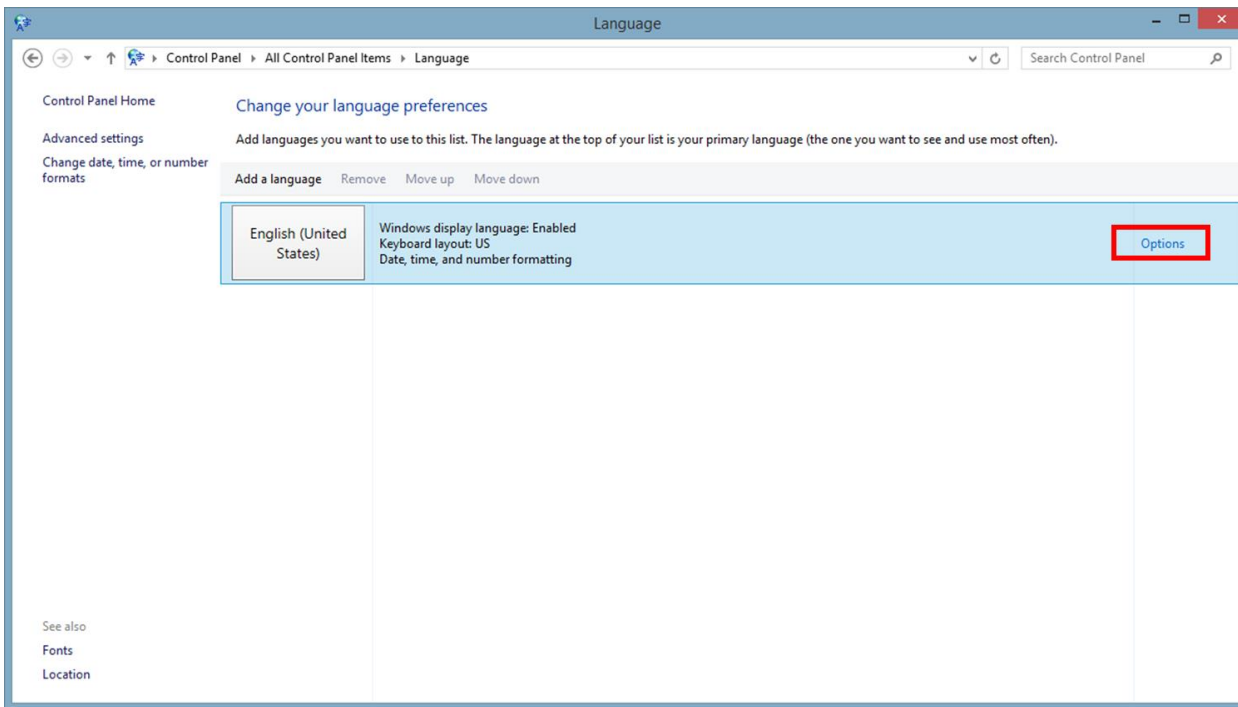 Language
Control Panel ▸ All Control Panel Items ▸ Language
Search Control Panel
Control Panel Home
Advanced settings
Change date, time, or number
formats
Change your language preferences
Add languages you want to use to this list. The language at the top of your list is your primary language (the one you want to see and use most often).
Add a language Remove Move up Move down
English (United
States)
Windows display language: Enabled
Keyboard layout: US
Date, time, and number formatting
Options
See also
Fonts
Location